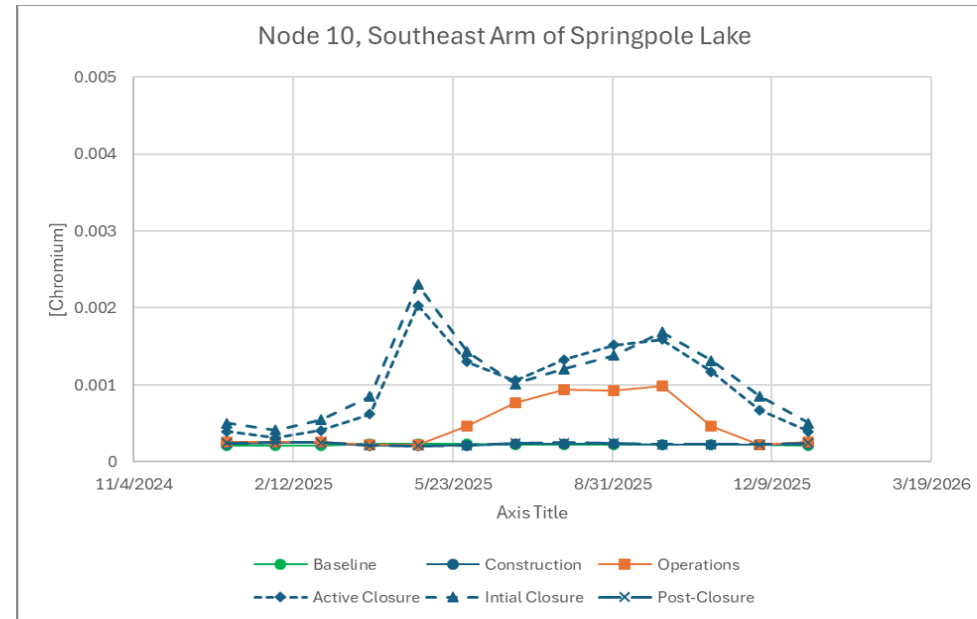 Node 10, Southeast Arm of Springpole Lake
0.005
0.004
0.003
0.002
0.001
0
[Chromium]
11/4/2024 2/12/2025 5/23/2025 8/31/2025 12/9/2025 3/19/2026
Axis Title
Baseline Construction Operations
Active Closure Intial Closure Post-Closure